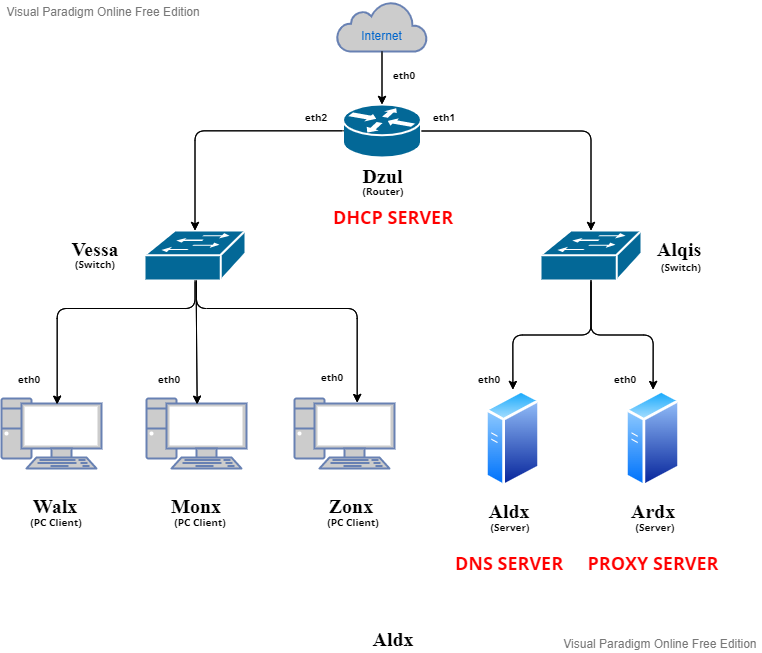 Visual Paradigm Online Free Edition
Internet
eth0
eth2
eth1
Dzul
(Router)
DHCP SERVER
Vessa
(Switch)
Alqis
(Switch)
eth0
eth0
eth0
eth0
eth0
Walx
(PC Client)
Monx
(PC Client)
Zonx
(PC Client)
Aldx
(Server)
Ardx
(Server)
DNS SERVER
PROXY SERVER
Aldx
Visual Paradigm Online Free Edition